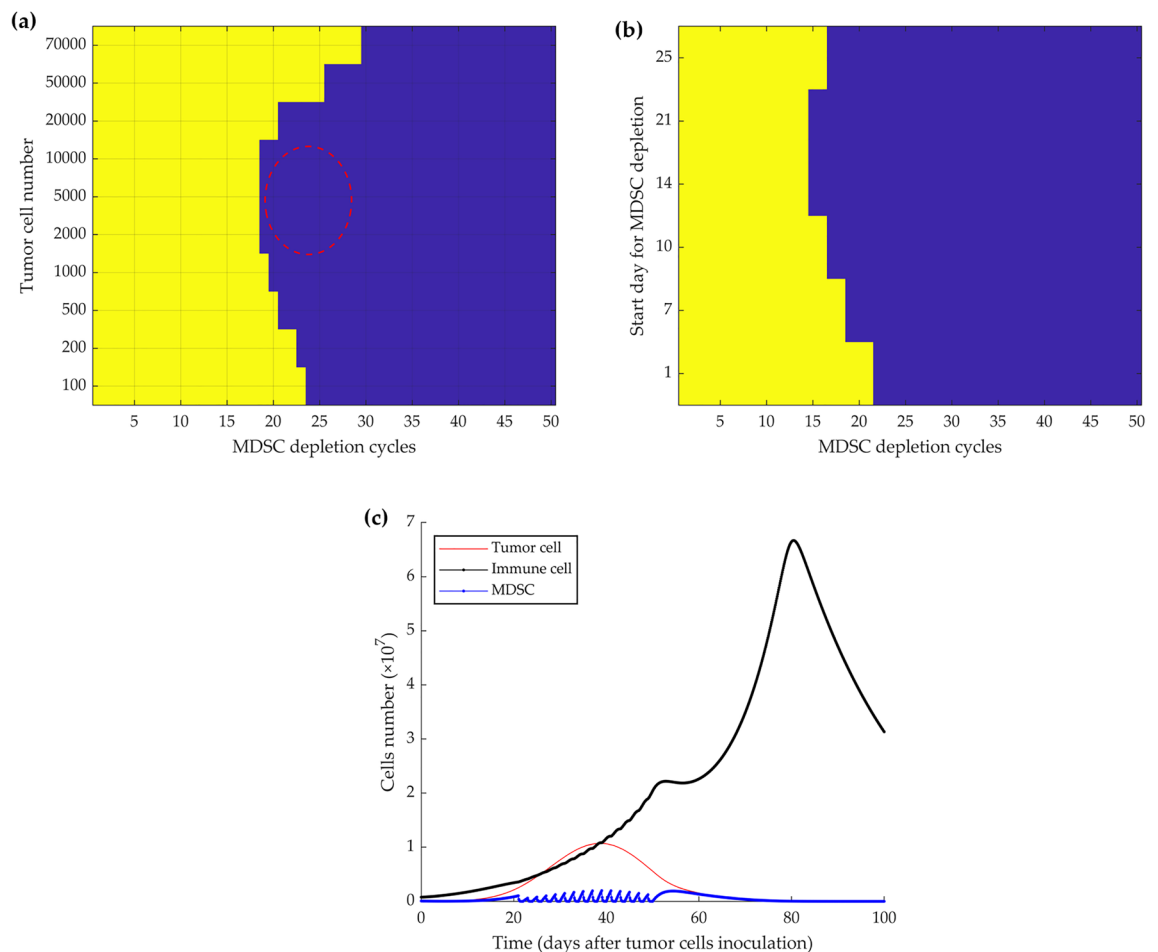 (a)
Tumor cell number
70000
50000
20000
10000
5000
2000
1000
500
200
100
5 10 15 20 25 30 35 40 45 50
MDSC depletion cycles
(b)
Start day for MDSC depletion
25
21
14
10
7
1
5 10 15 20 25 30 35 40 45 50
MDSC depletion cycles
(c)
Cells number (×10⁷)
7
6
5
4
3
2
1
0
Tumor cell
Immune cell
MDSC
0 20 40 60 80 100
Time (days after tumor cells inoculation)